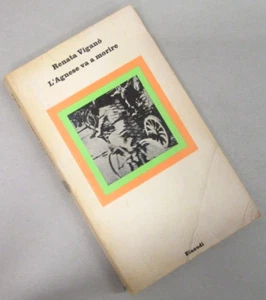 Renata Viganò
L'Agnese va a morire
Einaudi